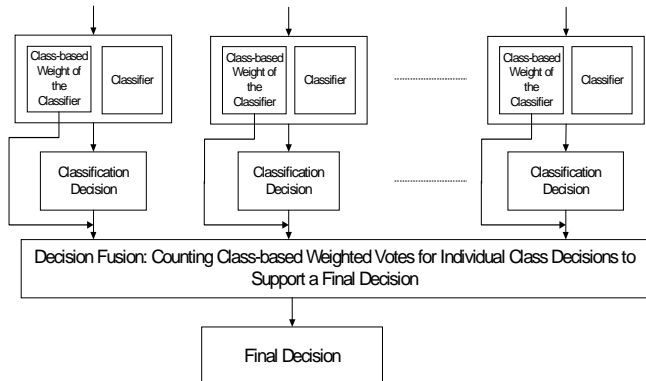 Class-based
Weight of
the
Classifier
Classifier
Class-based
Weight of
the
Classifier
Classifier
Class-based
Weight of
the
Classifier
Classifier
Classification
Decision
Classification
Decision
Classification
Decision
Decision Fusion: Counting Class-based Weighted Votes for Individual Class Decisions to
Support a Final Decision
Final Decision